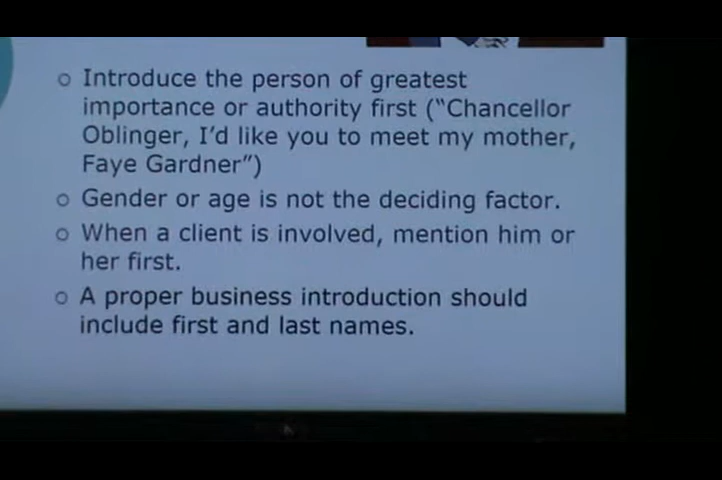 o Introduce the person of greatest
importance or authority first ("Chancellor
Oblinger, I'd like you to meet my mother,
Faye Gardner")
o Gender or age is not the deciding factor.
o When a client is involved, mention him or
her first.
o A proper business introduction should
include first and last names.